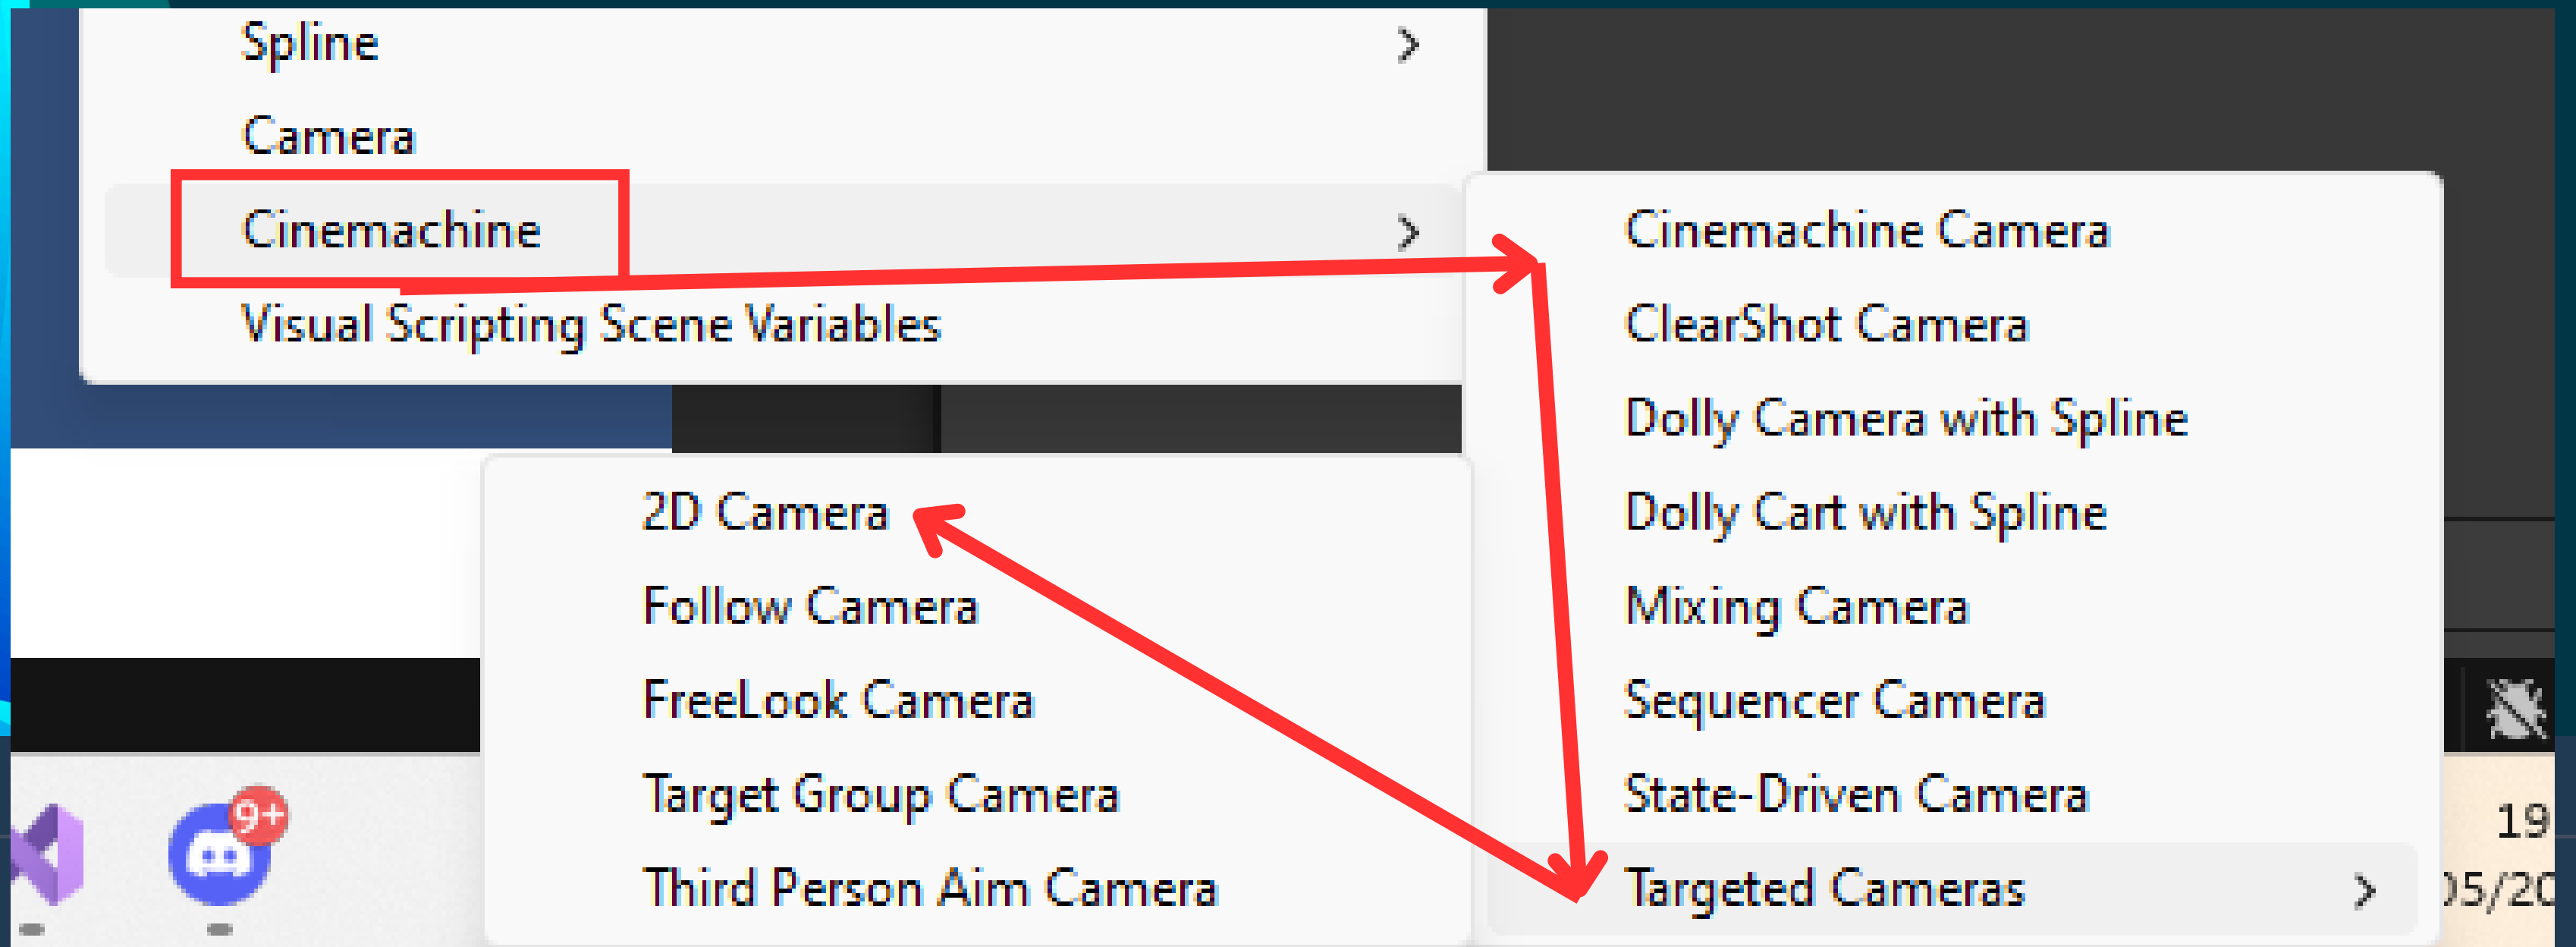 Spline
Camera
Cinemachine
Visual Scripting Scene Variables
Cinemachine Camera
ClearShot Camera
Dolly Camera with Spline
Dolly Cart with Spline
Mixing Camera
Sequencer Camera
State-Driven Camera
Targeted Cameras
2D Camera
Follow Camera
FreeLook Camera
Target Group Camera
Third Person Aim Camera
9+
19
05/20